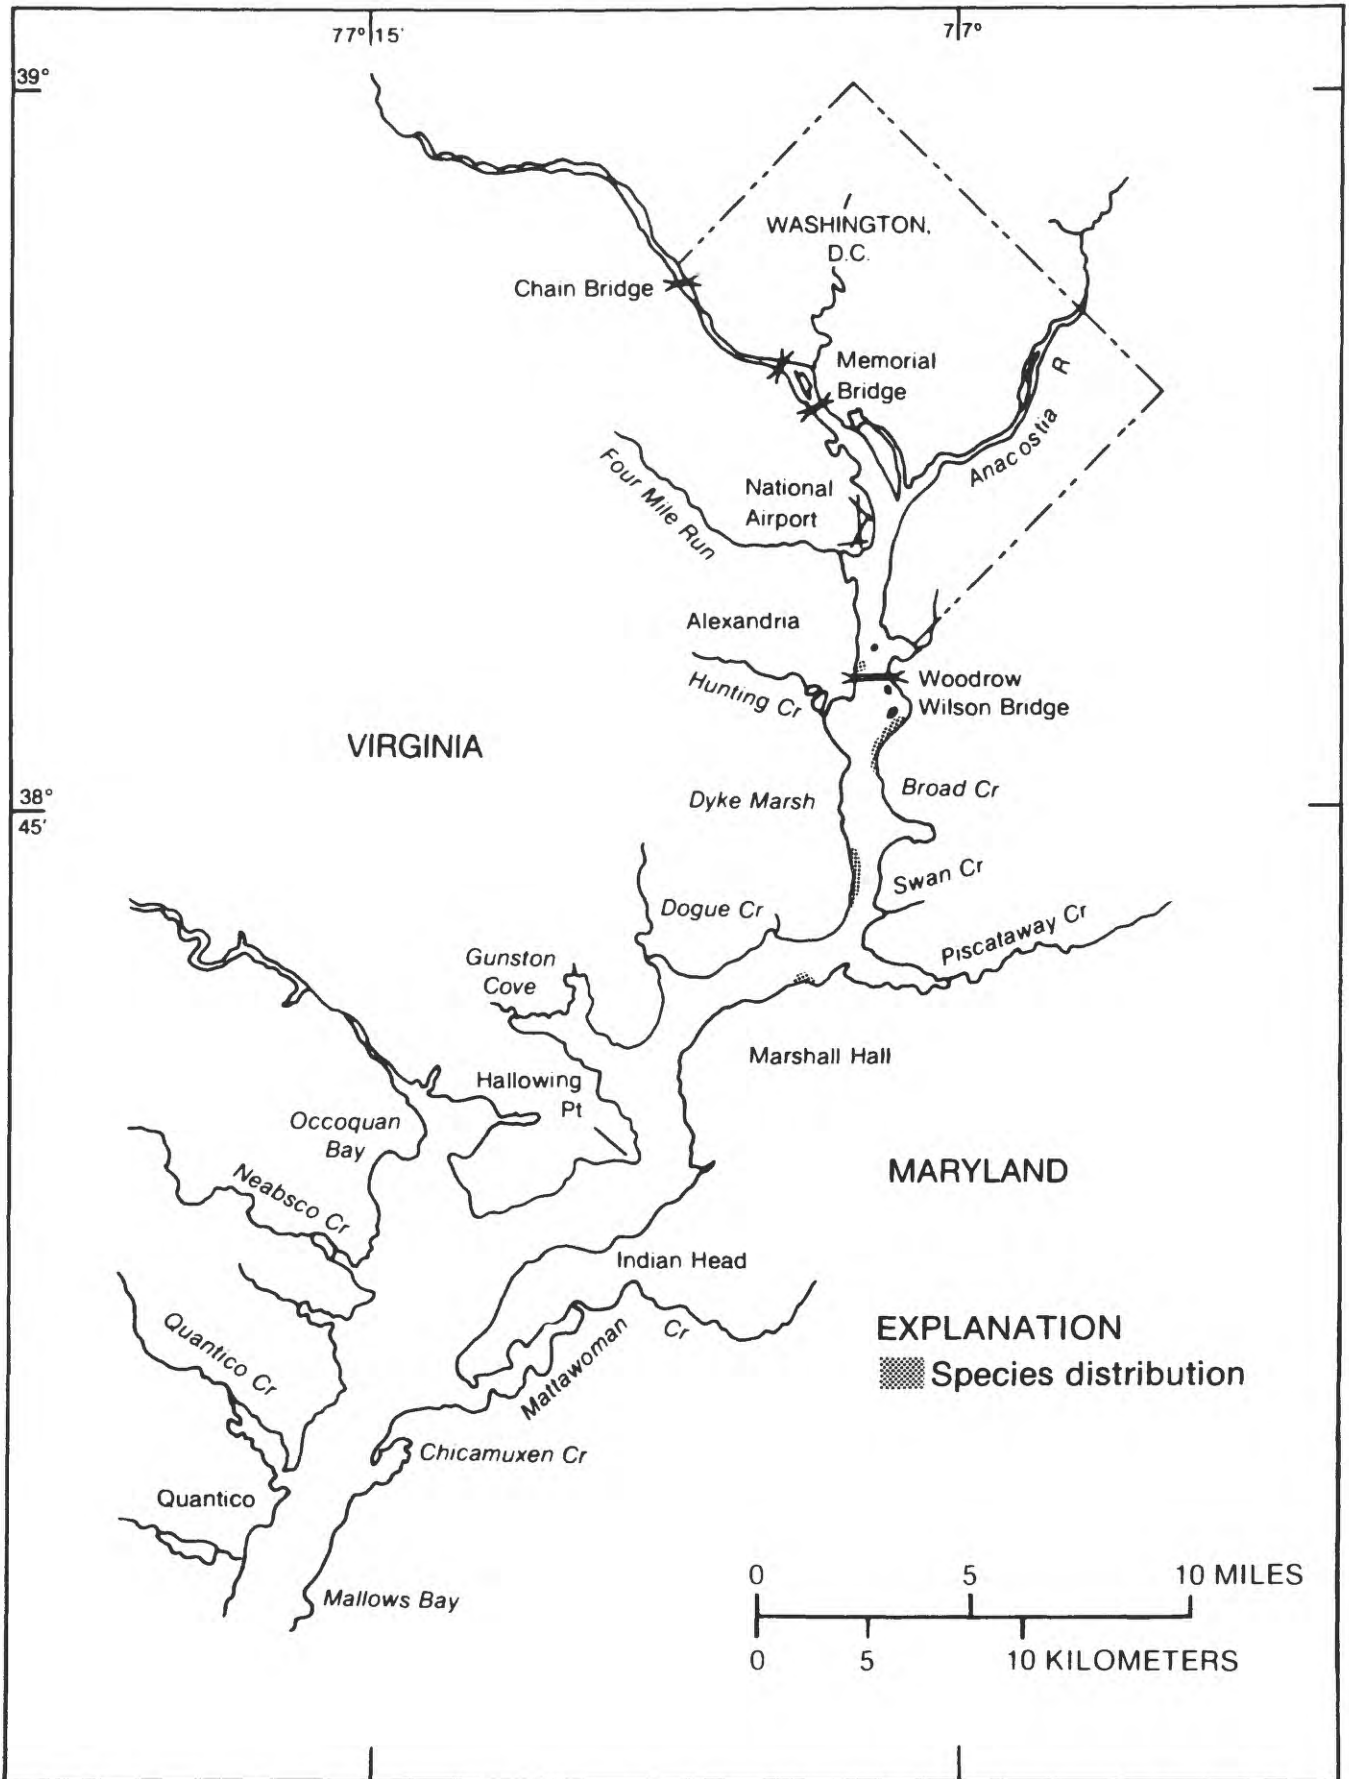 77° 15'
77°
39°
WASHINGTON,
D.C.
Chain Bridge
Memorial
Bridge
Anacostia R
Four Mile Run
National
Airport
Alexandria
Hunting Cr
Woodrow
Wilson Bridge
VIRGINIA
38°
45'
Dyke Marsh
Broad Cr
Swan Cr
Dogue Cr
Piscataway Cr
Gunston
Cove
Marshall Hall
Hallowing
Pt
Occoquan
Bay
Neabsco Cr
MARYLAND
Indian Head
Quantico Cr
Mattawoman Cr
EXPLANATION
Species distribution
Chicamuxen Cr
Quantico
Mallows Bay
0 5 10 MILES
0 5 10 KILOMETERS